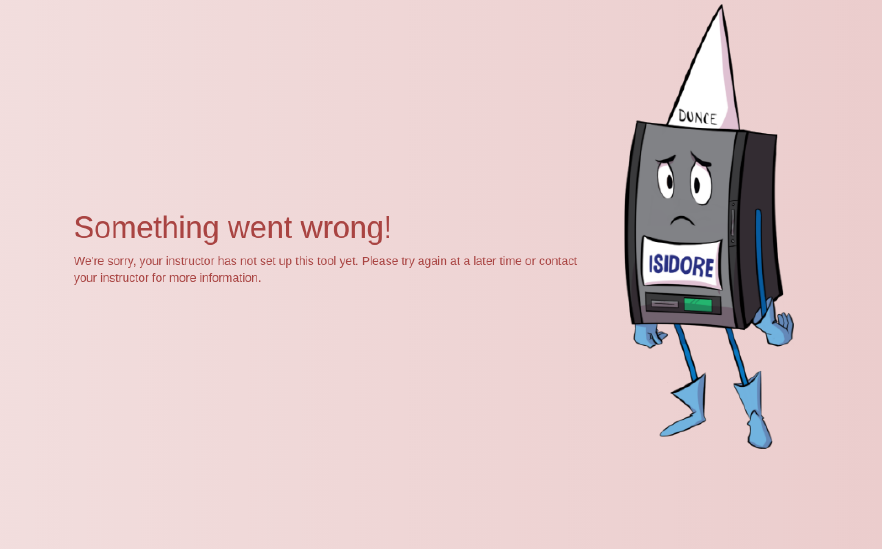 DUNCE
ISIDORE
Something went wrong!
We're sorry, your instructor has not set up this tool yet. Please try again at a later time or contact
your instructor for more information.